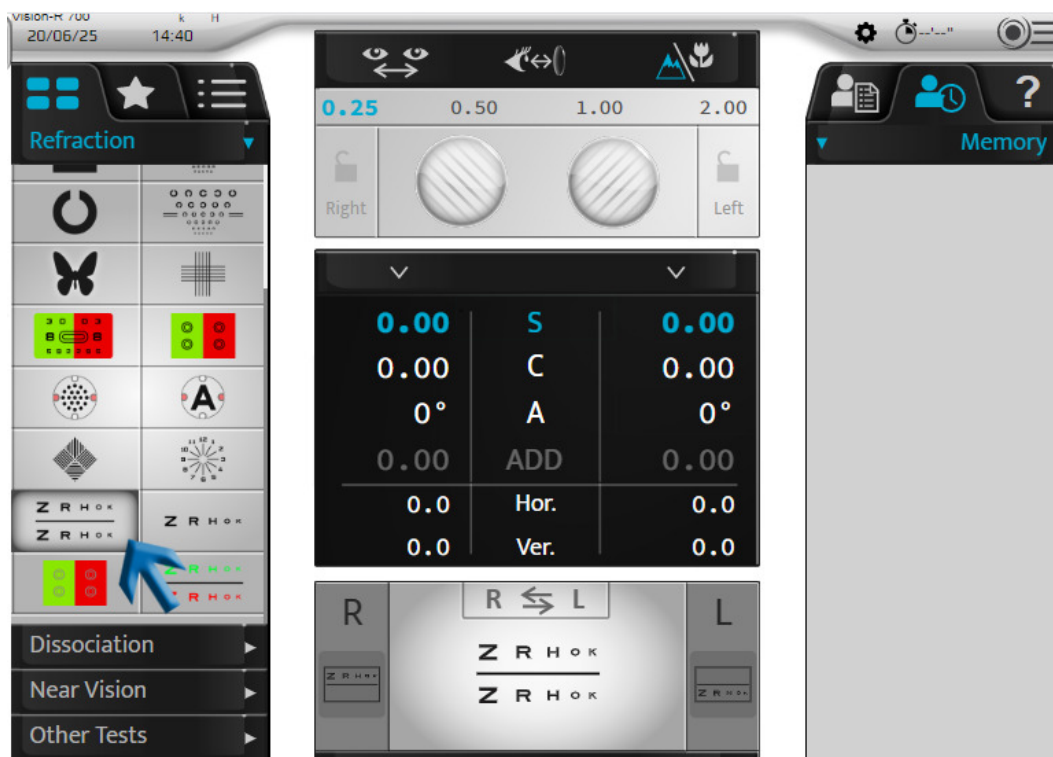 Vision-R 700
k H
20/06/25 14:40
--'--"
0.25 0.50 1.00 2.00
Refraction
Memory
?
Right
Left
0.00 S 0.00
0.00 C 0.00
0° A 0°
0.00 ADD 0.00
0.0 Hor. 0.0
0.0 Ver. 0.0
A
Z R H O K
Z R H O K
Z R H O K
Z R H O K
R H O K
R R L L
Z R H O K
Z R H O K
Z R H O K
Z R H O K
Dissociation
Near Vision
Other Tests